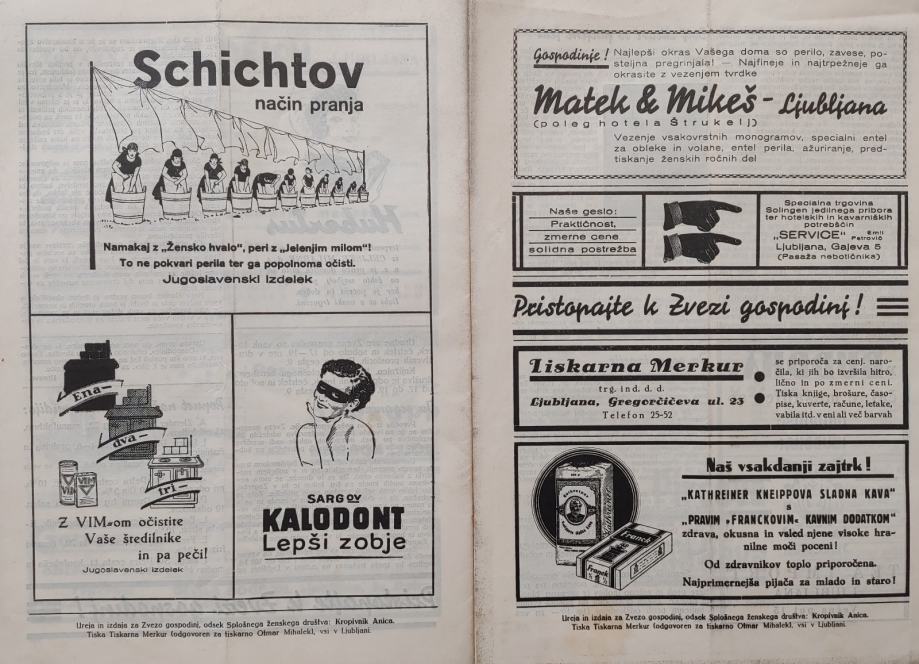 Schichtov
način pranja
Namakaj z „Žensko hvalo", peri z „Jelenjim milom"!
To ne pokvari perila ter ga popolnoma očisti.
Jugoslavenski izdelek
Ena-
dva-
tri-
VIM
VIM
Z VIM-om očistite
Vaše štedilnike
in pa peči!
Jugoslavenski izdelek
SARGOV
KALODONT
Lepši zobje
Ureja in izdaja za Zvezo gospodinj, odsek Splošnega ženskega društva: Kropivnik Anica.
Tiska Tiskarna Merkur (odgovoren za tiskarno Otmar Mihalek), vsi v Ljubljani.
Gospodinje! Najlepši okras Vašega doma so perilo, zavese, po-
steljna pregrinjala! — Najfineje in najtrpežneje ga
okrasite z vezenjem tvrdke
Matek & Mikeš - Ljubljana
(poleg hotela Štrukelj)
Vezenje vsakovrstnih monogramov, specialni entel
za obleke in volane, entel perila, ažuriranje, pred-
tiskanje ženskih ročnih del
Naše geslo:
Praktičnost,
zmerne cene
solidna postrežba
Specialna trgovina
Solingen jedilnega pribora
ter hotelskih in kavarniških
potrebščin
„SERVICE" Emil Petrovič
Ljubljana, Gajeva 5
(Pasaža nebotičnika)
Pristopajte k Zvezi gospodinj!
Tiskarna Merkur
trg. ind. d. d.
Ljubljana, Gregorčičeva ul. 23
Telefon 25-52
se priporoča za cenj. naro-
čila, ki jih bo izvršila hitro,
lično in po zmerni ceni.
Tiska knjige, brošure, časo-
pise, kuverte, račune, letake,
vabila itd. v eni ali več barvah
Franck
Franck
Naš vsakdanji zajtrk!
„KATHREINER KNEIPPOVA SLADNA KAVA"
s
„PRAVIM »FRANCKOVIM« KAVNIM DODATKOM"
zdrava, okusna in vsled njene visoke hra-
nilne moči poceni!
Od zdravnikov toplo priporočena.
Najprimernejša pijača za mlado in staro!
Ureja in izdaja za Zvezo gospodinj, odsek Splošnega ženskega društva: Kropivnik Anica.
Tiska Tiskarna Merkur (odgovoren za tiskarno Otmar Mihalek), vsi v Ljubljani.